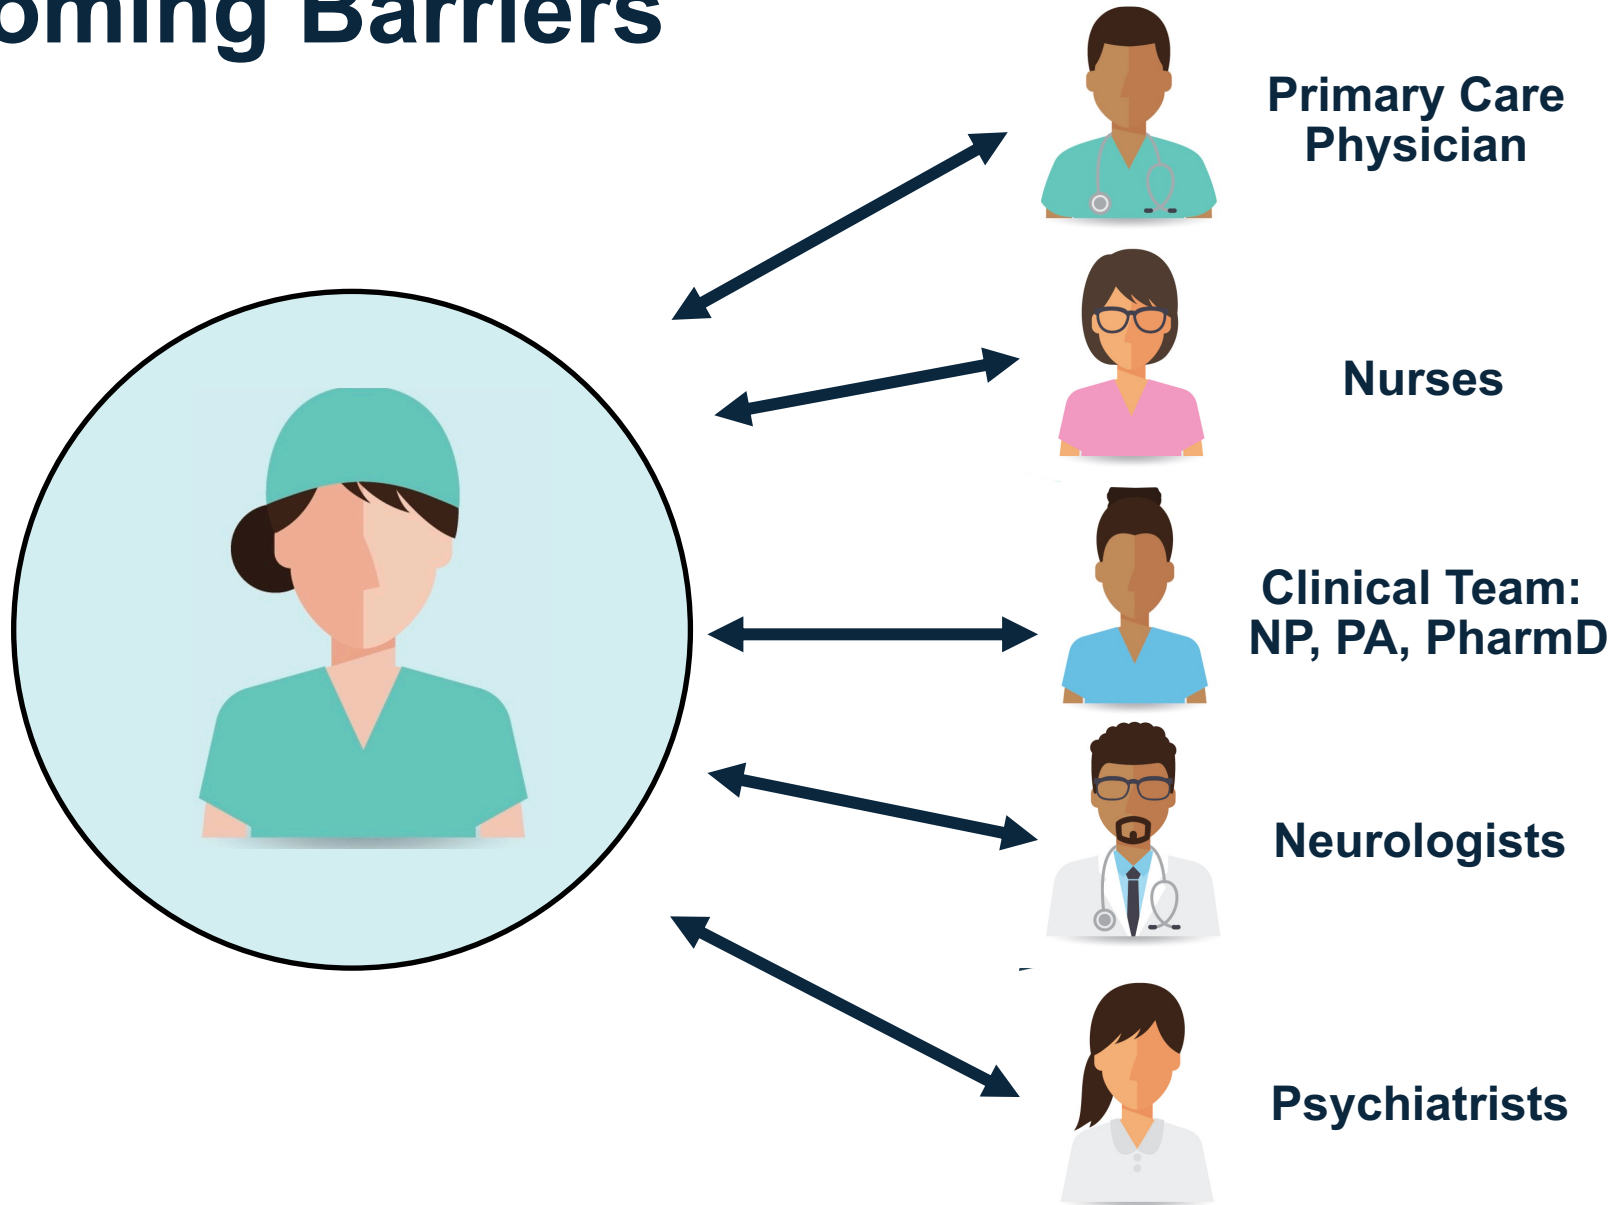 oming Barriers
Primary Care
Physician
Nurses
Clinical Team:
NP, PA, PharmD
Neurologists
Psychiatrists